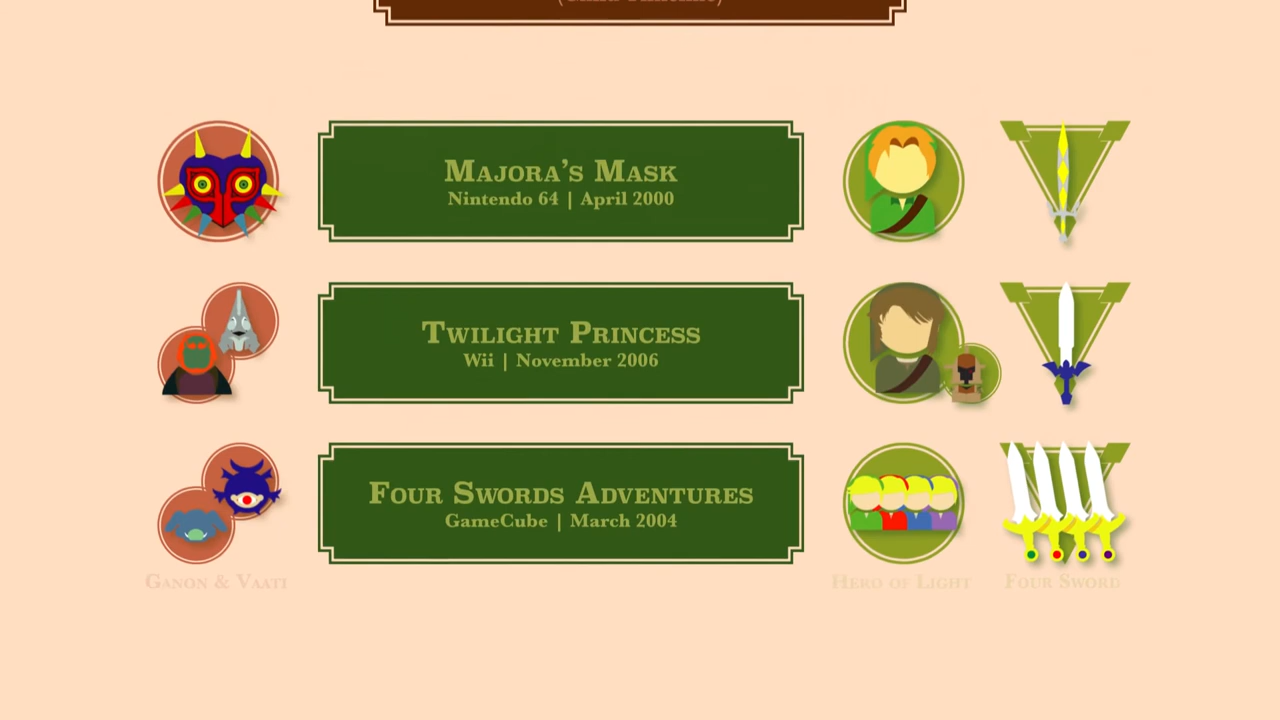 Majora's Mask
Nintendo 64 | April 2000
Twilight Princess
Wii | November 2006
Four Swords Adventures
GameCube | March 2004
Ganon & Vaati
Hero of Light
Four Sword